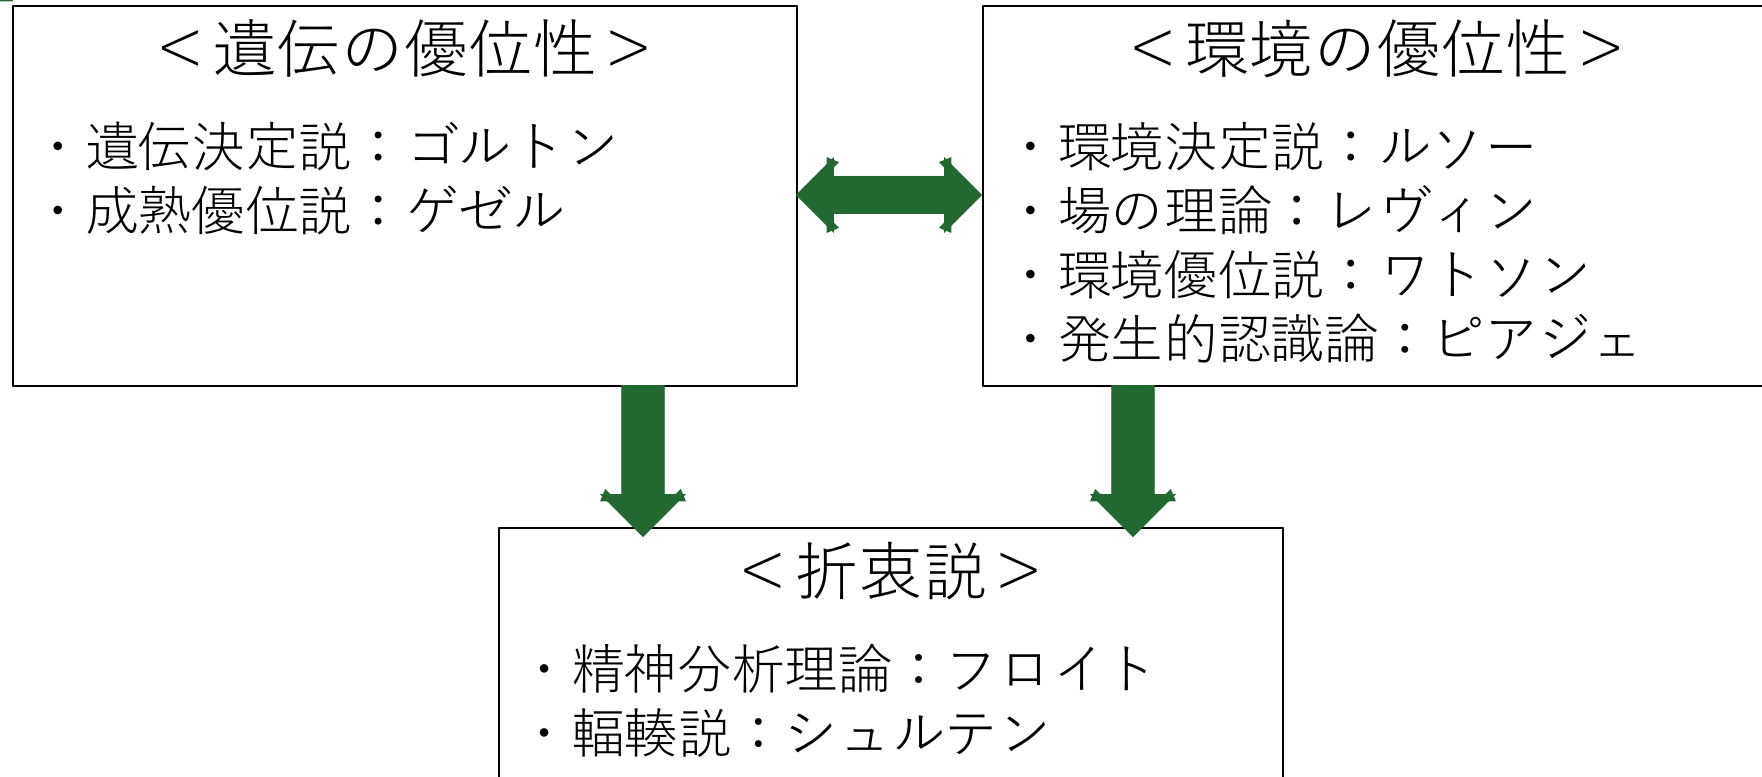 ＜遺伝の優位性＞
・遺伝決定説：ゴルトン
・成熟優位説：ゲゼル
＜環境の優位性＞
・環境決定説：ルソー
・場の理論：レヴィン
・環境優位説：ワトソン
・発生的認識論：ピアジェ
＜折衷説＞
・精神分析理論：フロイト
・輻輳説：シュルテン